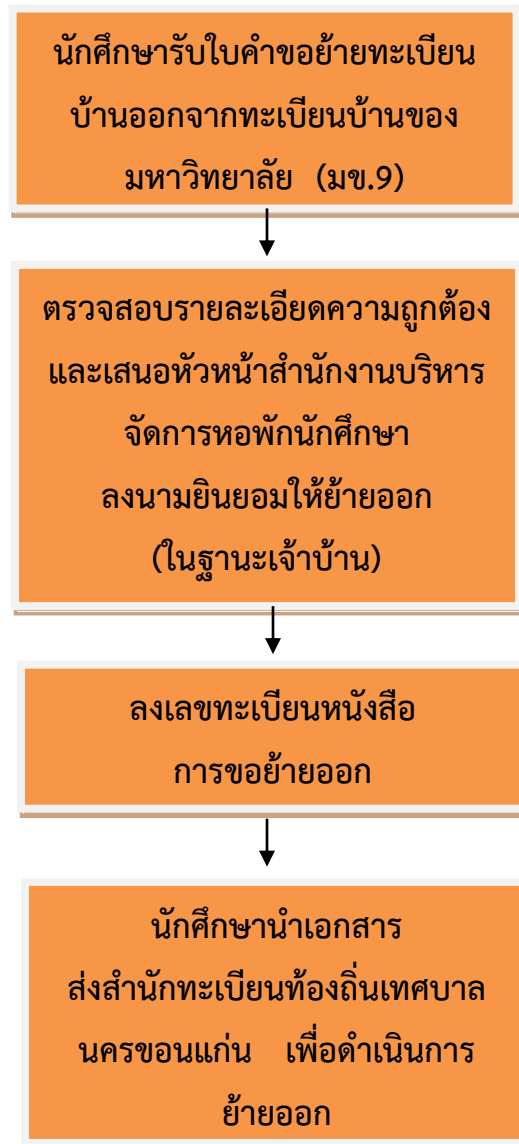 นักศึกษารับใบคำขอย้ายทะเบียน
บ้านออกจากทะเบียนบ้านของ
มหาวิทยาลัย (มข.9)
ตรวจสอบรายละเอียดความถูกต้อง
และเสนอหัวหน้าสำนักงานบริหาร
จัดการหอพักนักศึกษา
ลงนามยินยอมให้ย้ายออก
(ในฐานะเจ้าบ้าน)
ลงเลขทะเบียนหนังสือ
การขอย้ายออก
นักศึกษานำเอกสาร
ส่งสำนักทะเบียนท้องถิ่นเทศบาล
นครขอนแก่น เพื่อดำเนินการ
ย้ายออก